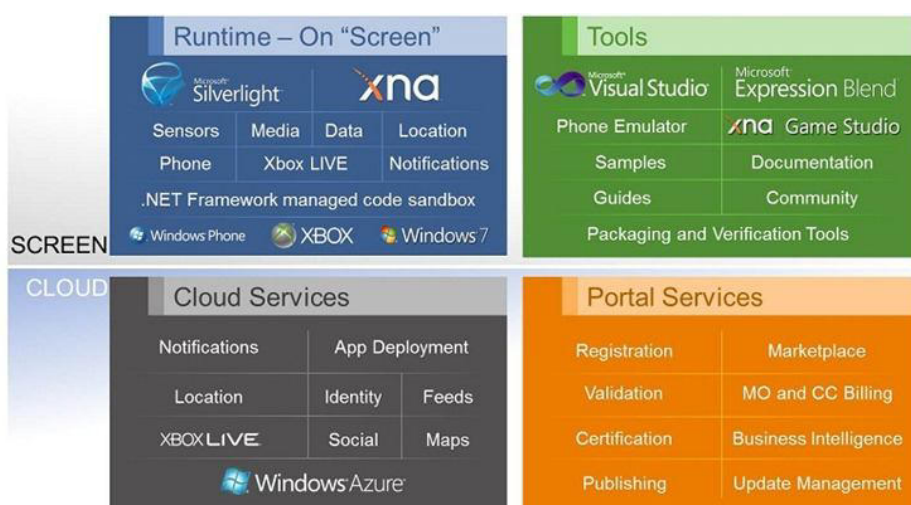 Runtime – On “Screen”
Microsoft®
Silverlight™
xna
Sensors Media Data Location
Phone Xbox LIVE Notifications
.NET Framework managed code sandbox
Windows Phone XBOX Windows 7
SCREEN
Tools
Microsoft®
Visual Studio®
Microsoft®
Expression Blend™
Phone Emulator xna Game Studio
Samples Documentation
Guides Community
Packaging and Verification Tools
CLOUD
Cloud Services
Notifications App Deployment
Location Identity Feeds
XBOX LIVE Social Maps
Windows Azure™
Portal Services
Registration Marketplace
Validation MO and CC Billing
Certification Business Intelligence
Publishing Update Management